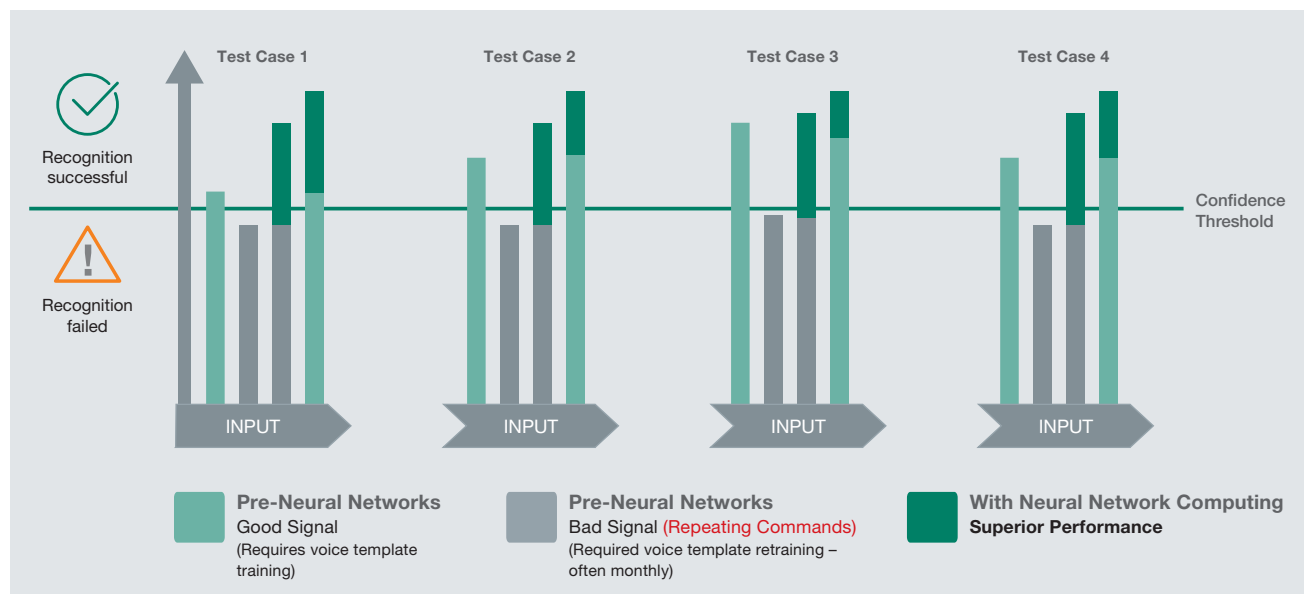 Test Case 1
Test Case 2
Test Case 3
Test Case 4
Recognition
successful
Confidence
Threshold
!
Recognition
failed
INPUT
INPUT
INPUT
INPUT
Pre-Neural Networks
Good Signal
(Requires voice template
training)
Pre-Neural Networks
Bad Signal (Repeating Commands)
(Required voice template retraining –
often monthly)
With Neural Network Computing
Superior Performance